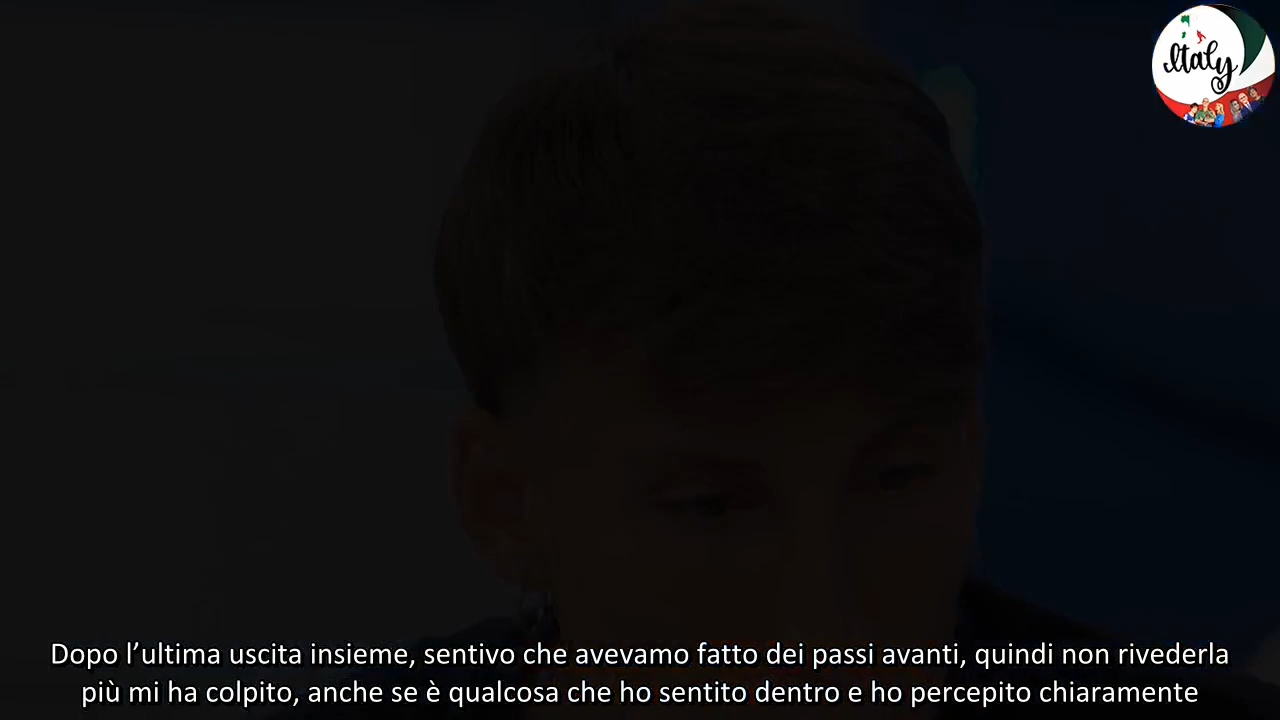 Italy
Dopo l’ultima uscita insieme, sentivo che avevamo fatto dei passi avanti, quindi non rivederla
più mi ha colpito, anche se è qualcosa che ho sentito dentro e ho percepito chiaramente